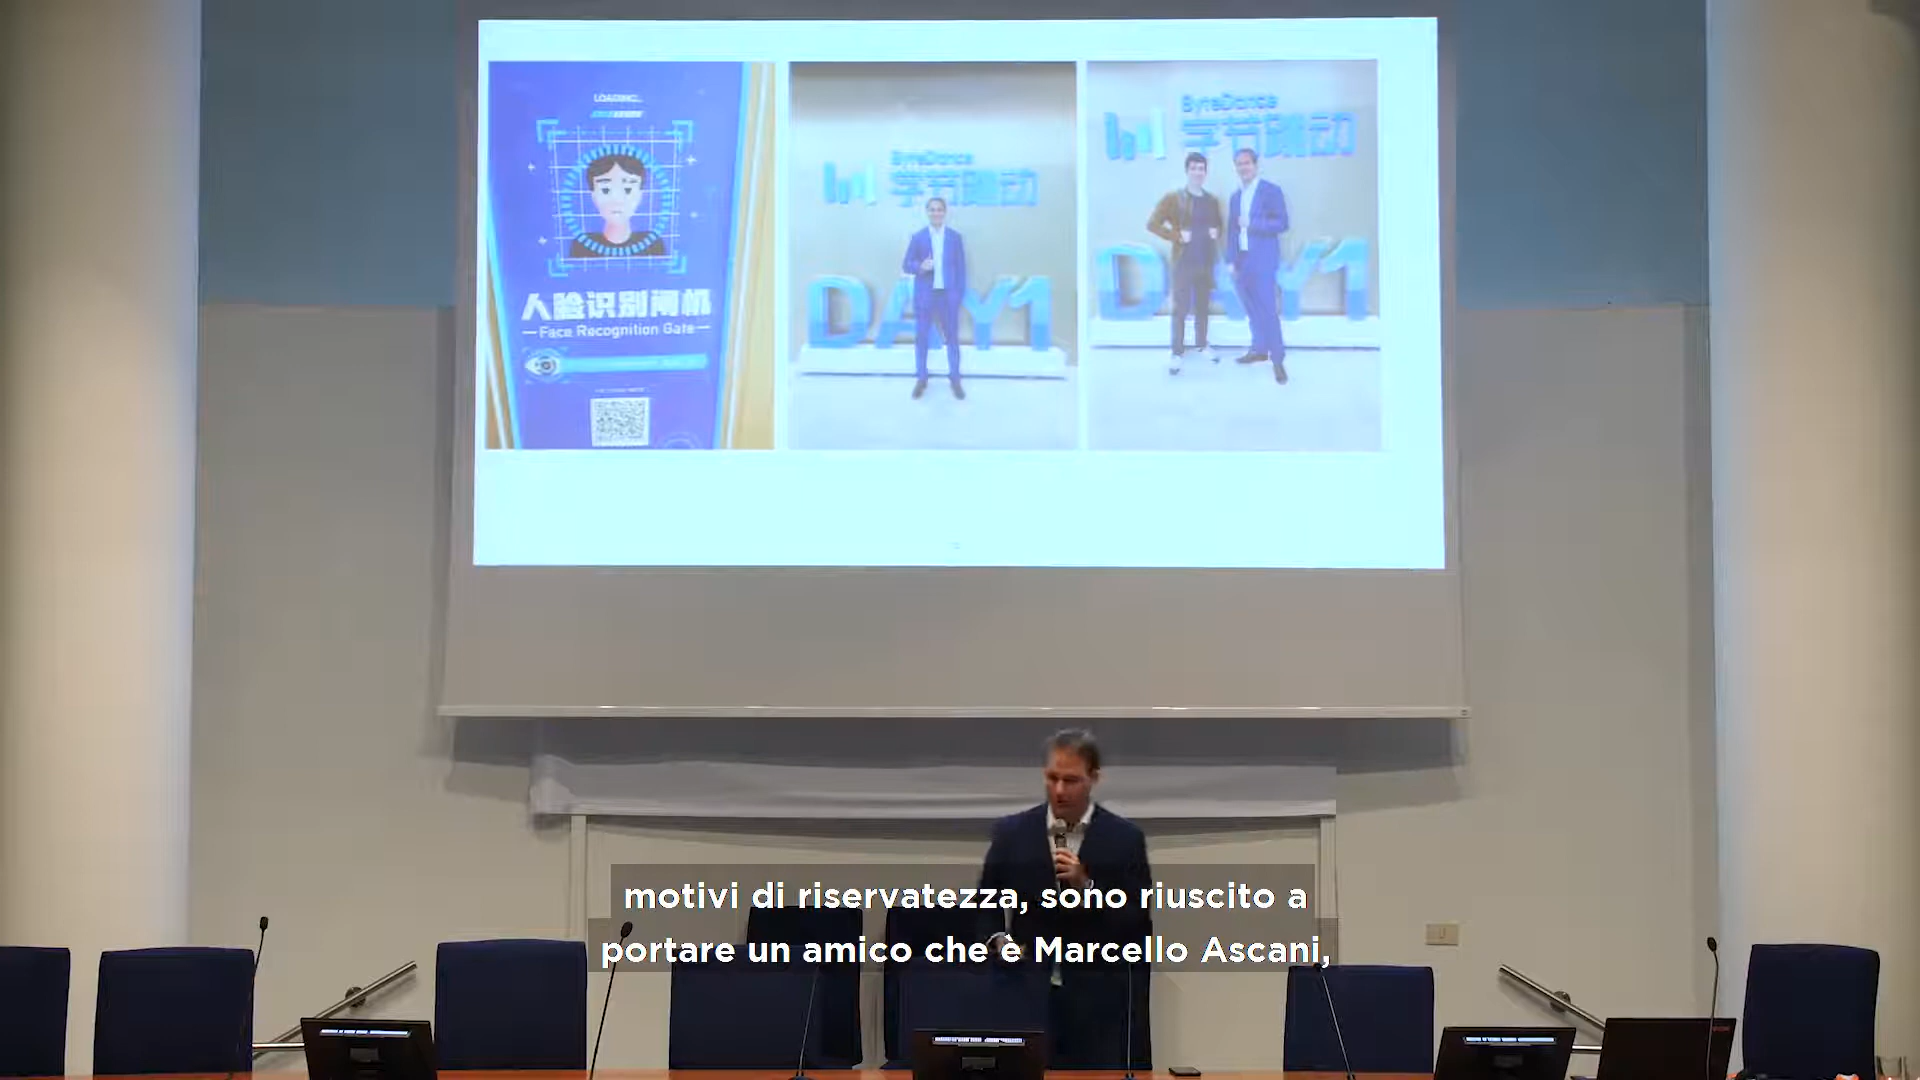 LOADING...
人脸识别闸机
Face Recognition Gate
ByteDance
字节跳动
DAY1
ByteDance
字节跳动
DAY1
motivi di riservatezza, sono riuscito a
portare un amico che è Marcello Ascani,